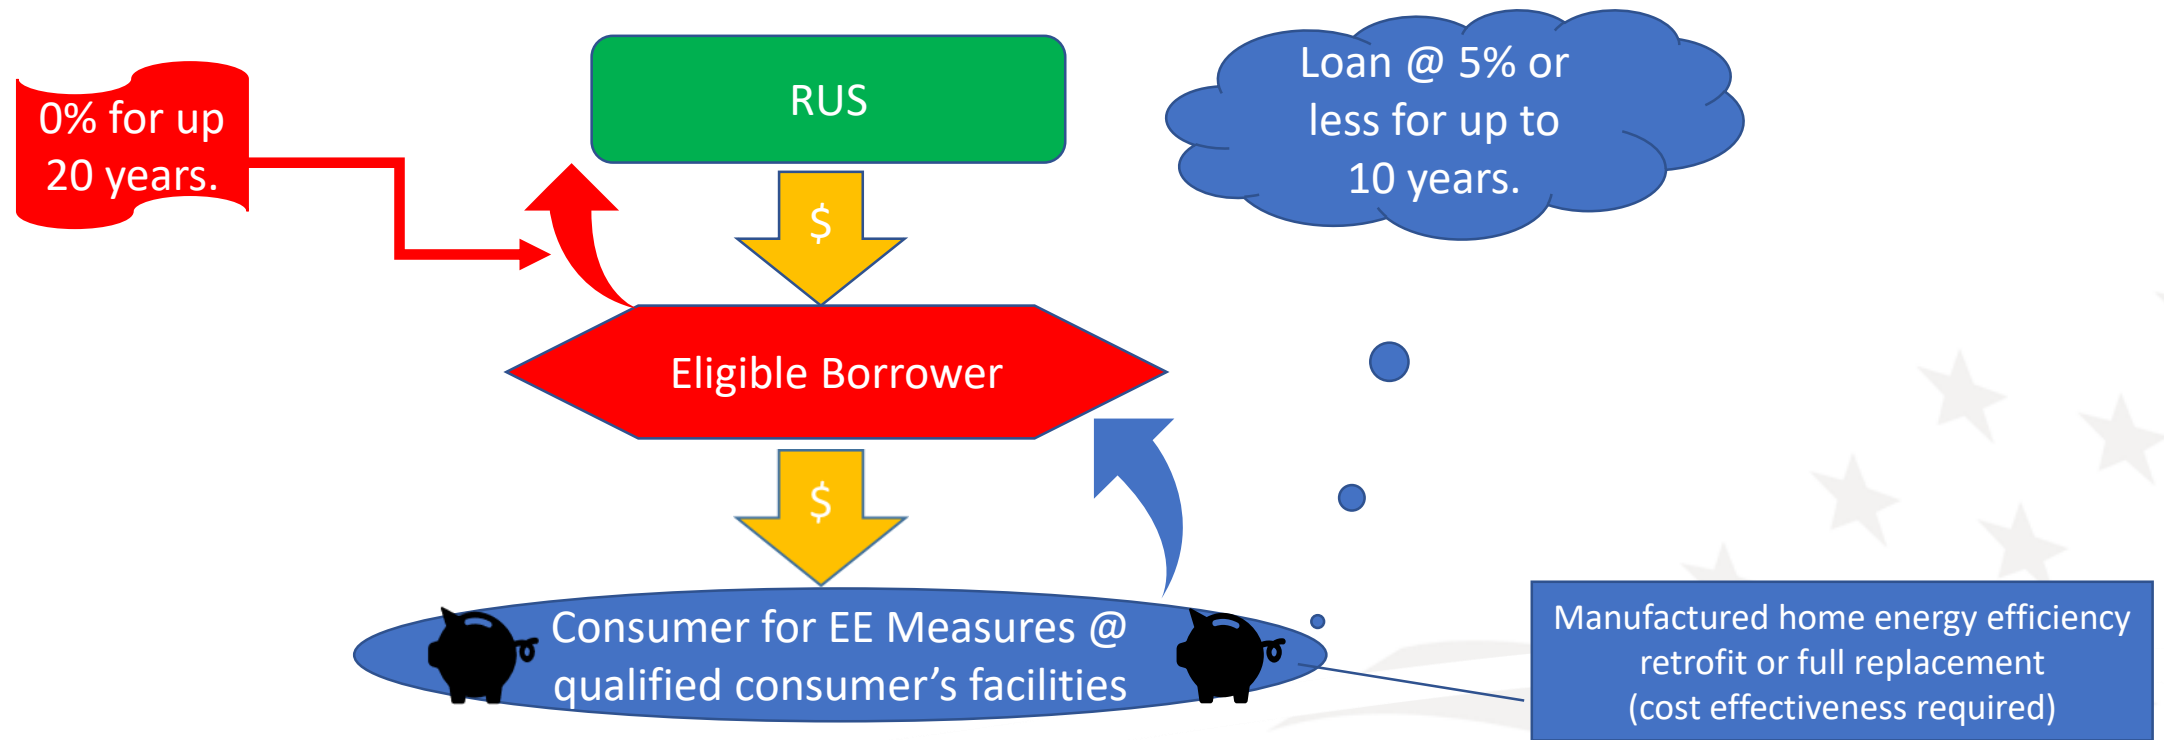 0% for up
20 years.
RUS
Loan @ 5% or
less for up to
10 years.
$
Eligible Borrower
$
Consumer for EE Measures @
qualified consumer’s facilities
Manufactured home energy efficiency
retrofit or full replacement
(cost effectiveness required)